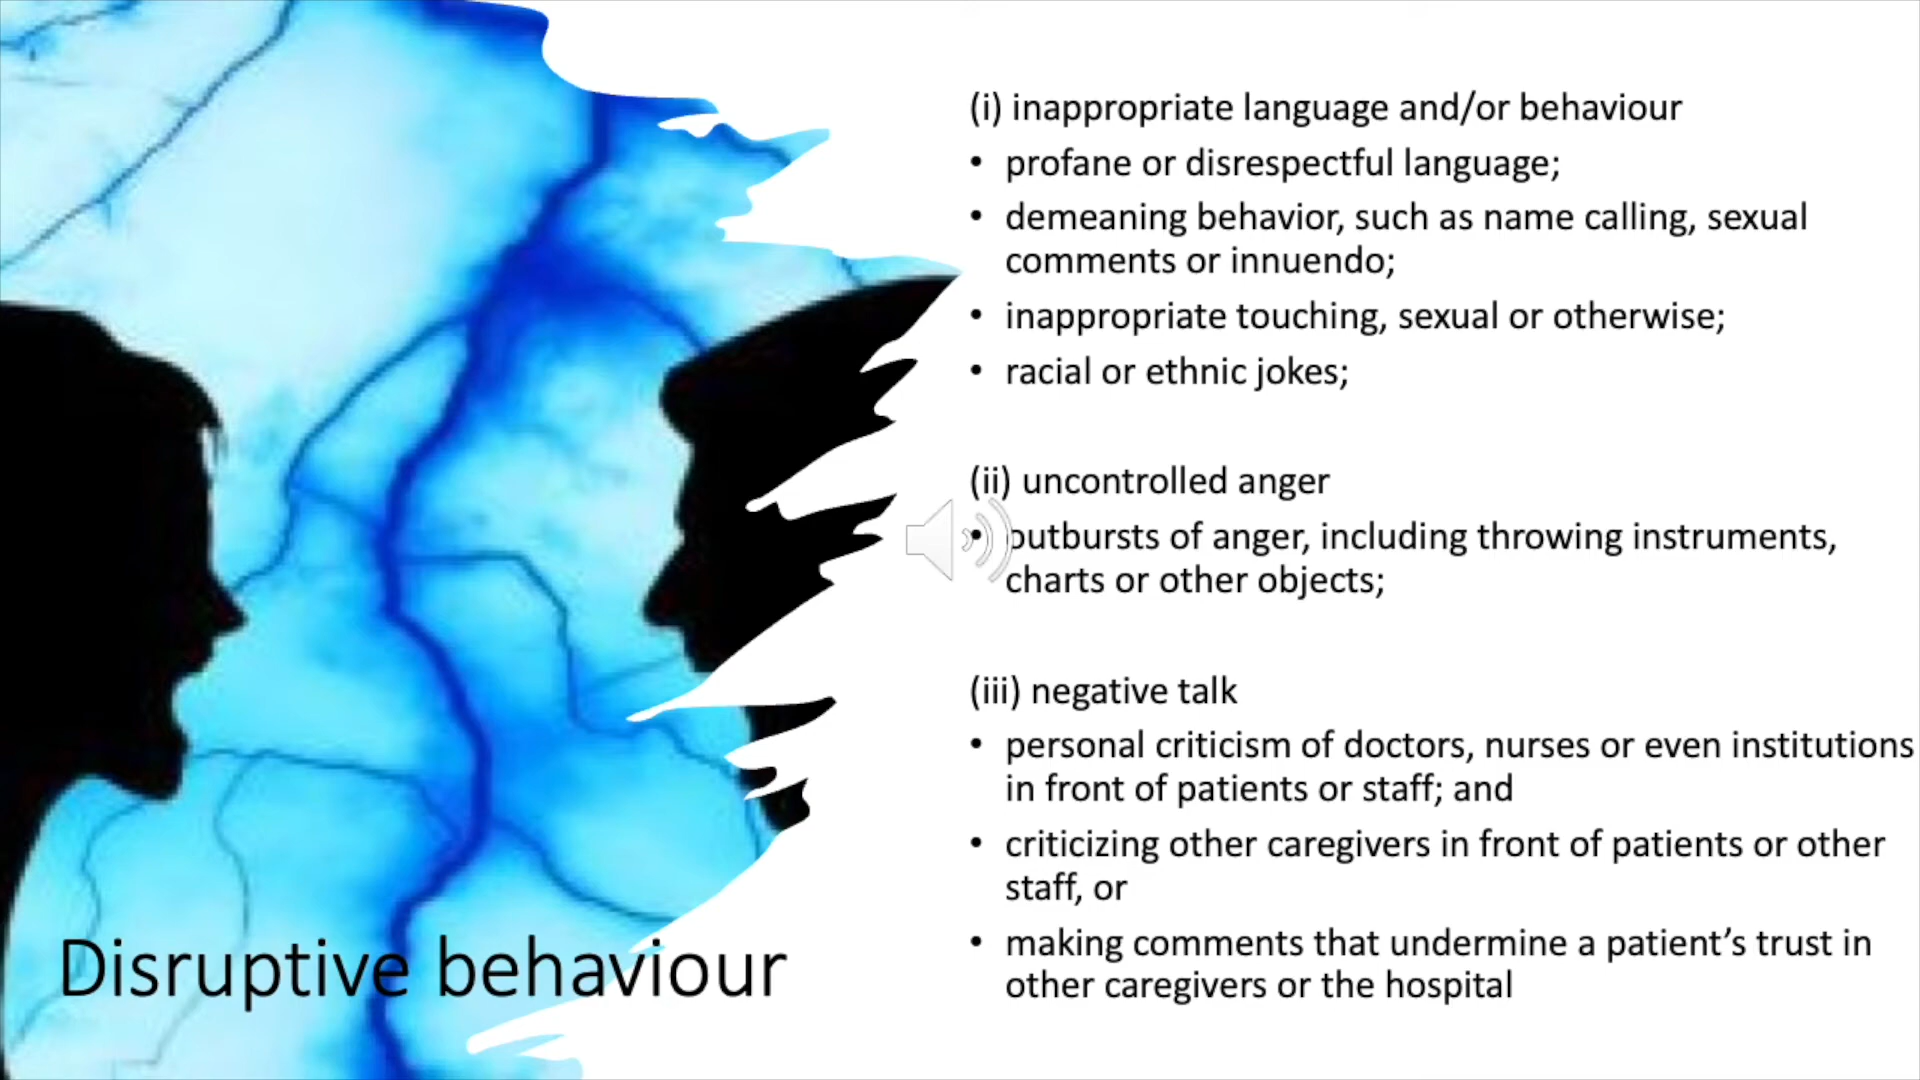 (i) inappropriate language and/or behaviour
• profane or disrespectful language;
• demeaning behavior, such as name calling, sexual
comments or innuendo;
• inappropriate touching, sexual or otherwise;
• racial or ethnic jokes;
(ii) uncontrolled anger
• outbursts of anger, including throwing instruments,
charts or other objects;
(iii) negative talk
• personal criticism of doctors, nurses or even institutions
in front of patients or staff; and
• criticizing other caregivers in front of patients or other
staff, or
• making comments that undermine a patient’s trust in
other caregivers or the hospital
Disruptive behaviour